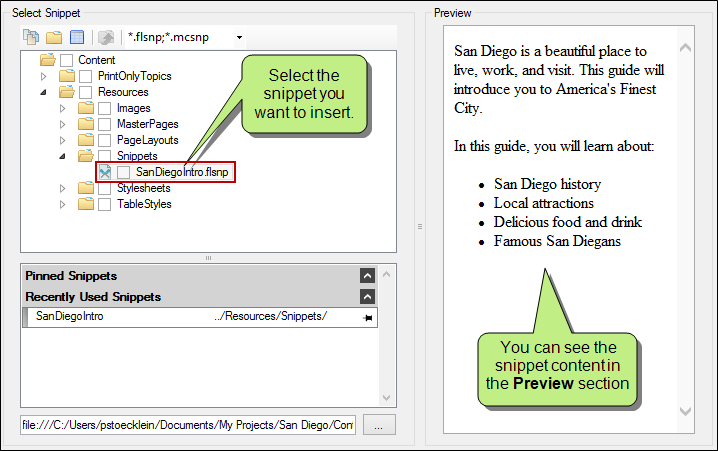 Select Snippet
*.flsnp;*.mcsnp
Content
PrintOnlyTopics
Resources
Images
MasterPages
PageLayouts
Snippets
SanDiegoIntro.flsnp
Stylesheets
TableStyles
Select the
snippet you
want to insert.
Pinned Snippets
Recently Used Snippets
SanDiegoIntro ../Resources/Snippets/
file:///C:/Users/pstoecklein/Documents/My Projects/San Diego/Con
...
Preview
San Diego is a beautiful place to
live, work, and visit. This guide will
introduce you to America's Finest
City.
In this guide, you will learn about:
• San Diego history
• Local attractions
• Delicious food and drink
• Famous San Diegans
You can see the
snippet content in
the Preview section